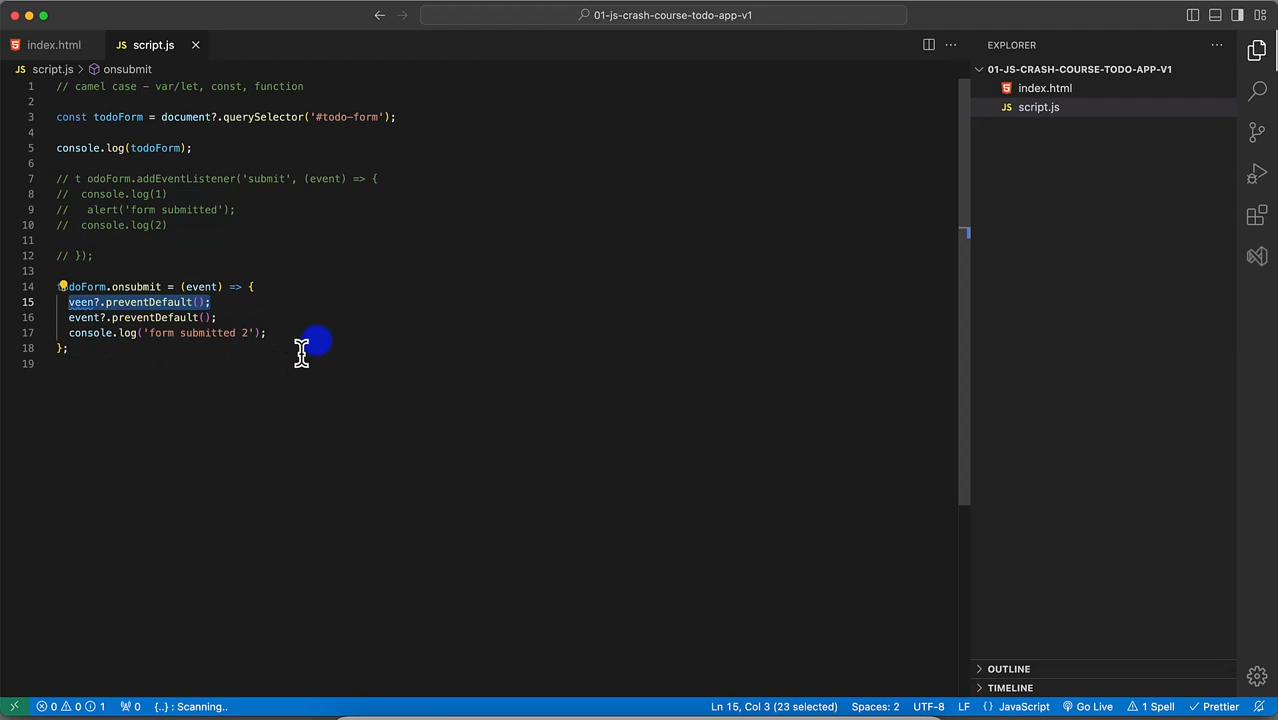 01-js-crash-course-todo-app-v1
index.html
JS script.js
JS script.js > onsubmit
1 // camel case - var/let, const, function
2
3 const todoForm = document?.querySelector('#todo-form');
4
5 console.log(todoForm);
6
7 // t odoForm.addEventListener('submit', (event) => {
8 //  console.log(1)
9 //   alert('form submitted');
10 //  console.log(2)
11
12 // });
13
14 doForm.onsubmit = (event) => {
15 veen?.preventDefault();
16 event?.preventDefault();
17 console.log('form submitted 2');
18 };
19
EXPLORER
01-JS-CRASH-COURSE-TODO-APP-V1
index.html
JS script.js
OUTLINE
TIMELINE
0 0 1 0 {..} : Scanning.. Ln 15, Col 3 (23 selected) Spaces: 2 UTF-8 LF {} JavaScript Go Live 1 Spell Prettier